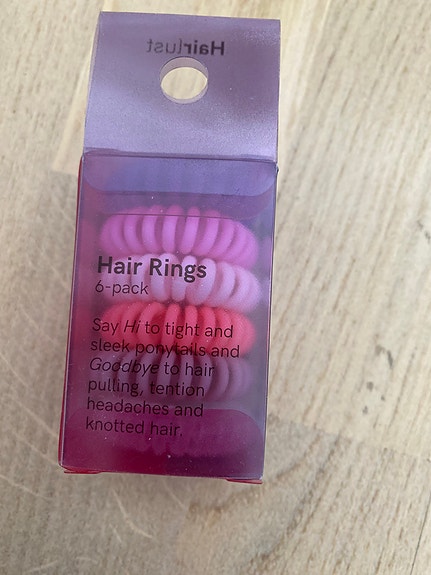 Hairlust
Hair Rings
6-pack
Say Hi to tight and
sleek ponytails and
Goodbye to hair
pulling, tention
headaches and
knotted hair.